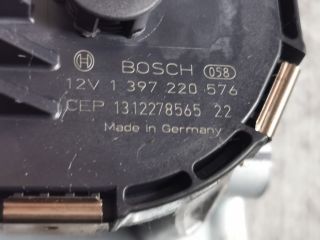 BOSCH 058
12V 1 397 220 576
CEP 1312278565 22
Made in Germany